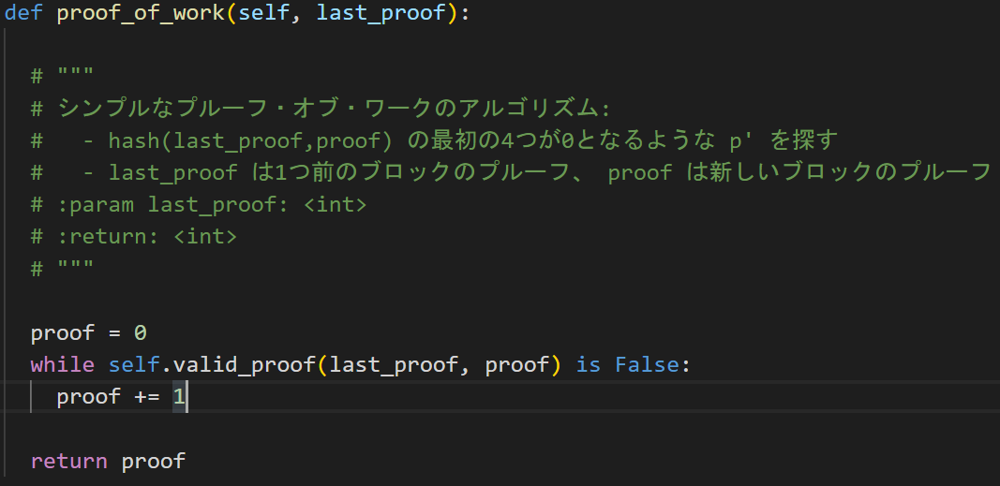 def proof_of_work(self, last_proof):
# """
# シンプルなプルーフ・オブ・ワークのアルゴリズム:
#   - hash(last_proof,proof) の最初の4つが0となるような p' を探す
#   - last_proof は1つ前のブロックのプルーフ、 proof は新しいブロックのプルーフ
# :param last_proof: <int>
# :return: <int>
# """
proof = 0
while self.valid_proof(last_proof, proof) is False:
proof += 1
return proof